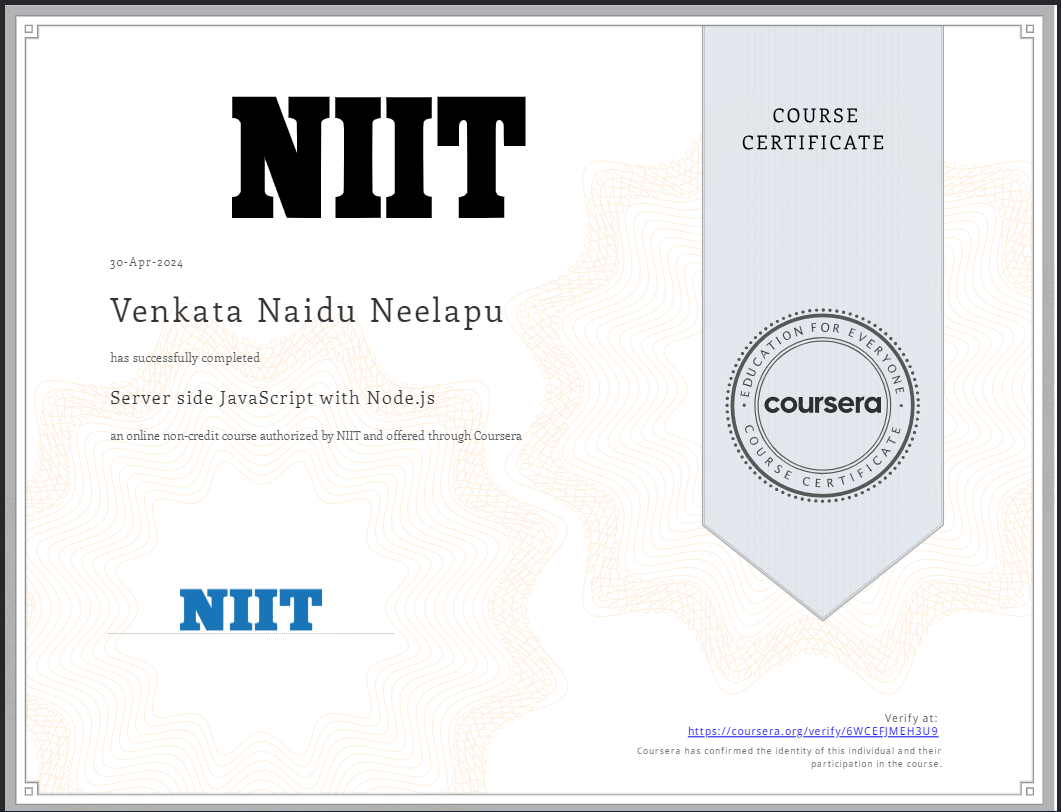 NIIT
COURSE
CERTIFICATE
30-Apr-2024
Venkata Naidu Neelapu
has successfully completed
Server side JavaScript with Node.js
an online non-credit course authorized by NIIT and offered through Coursera
EDUCATION FOR EVERYONE
coursera
COURSE CERTIFICATE
NIIT
Verify at:
https://coursera.org/verify/6WCEFJMEH3U9
Coursera has confirmed the identity of this individual and their
participation in the course.